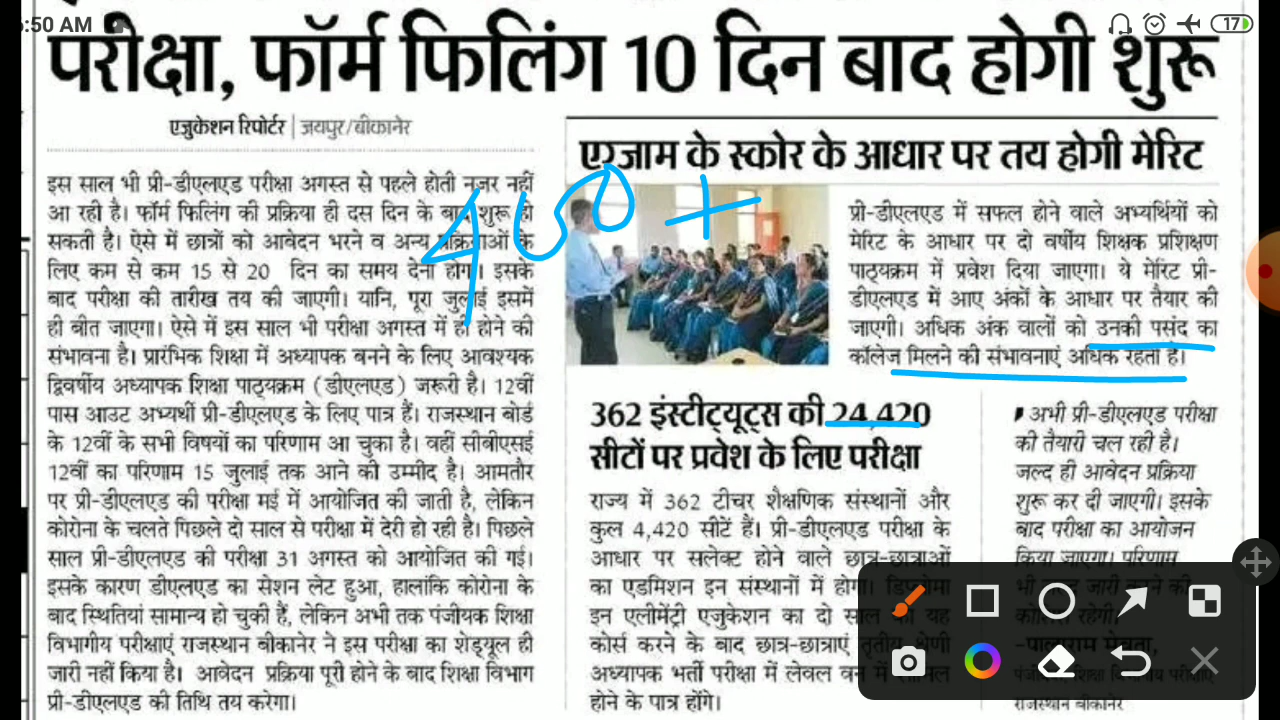 :50 AM
17
परीक्षा, फॉर्म फिलिंग 10 दिन बाद होगी शुरू
एजुकेशन रिपोर्टर | जयपुर/बीकानेर
इस साल भी प्री-डीएलएड परीक्षा अगस्त से पहले होती नजर नहीं
आ रही है। फॉर्म फिलिंग की प्रक्रिया ही दस दिन के बाद शुरू हो
सकती है। ऐसे में छात्रों को आवेदन भरने व अन्य प्रक्रियाओं के
लिए कम से कम 15 से 20 दिन का समय देना होगा। इसके
बाद परीक्षा की तारीख तय की जाएगी। यानि, पूरा जुलाई इसमें
ही बीत जाएगा। ऐसे में इस साल भी परीक्षा अगस्त में ही होने की
संभावना है। प्रारंभिक शिक्षा में अध्यापक बनने के लिए आवश्यक
द्विवर्षीय अध्यापक शिक्षा पाठ्यक्रम (डीएलएड) जरूरी है। 12वीं
पास आउट अभ्यर्थी प्री-डीएलएड के लिए पात्र हैं। राजस्थान बोर्ड
के 12वीं के सभी विषयों का परिणाम आ चुका है। वहीं सीबीएसई
12वीं का परिणाम 15 जुलाई तक आने की उम्मीद है। आमतौर
पर प्री-डीएलएड की परीक्षा मई में आयोजित की जाती है, लेकिन
कोरोना के चलते पिछले दो साल से परीक्षा में देरी हो रही है। पिछले
साल प्री-डीएलएड की परीक्षा 31 अगस्त को आयोजित की गई।
इसके कारण डीएलएड का सेशन लेट हुआ, हालांकि कोरोना के
बाद स्थितियां सामान्य हो चुकी हैं, लेकिन अभी तक पंजीयक शिक्षा
विभागीय परीक्षाएं राजस्थान बीकानेर ने इस परीक्षा का शेड्यूल ही
जारी नहीं किया है। आवेदन प्रक्रिया पूरी होने के बाद शिक्षा विभाग
प्री-डीएलएड की तिथि तय करेगा।
450 +
एग्जाम के स्कोर के आधार पर तय होगी मेरिट
प्री-डीएलएड में सफल होने वाले अभ्यर्थियों को
मेरिट के आधार पर दो वर्षीय शिक्षक प्रशिक्षण
पाठ्यक्रम में प्रवेश दिया जाएगा। ये मेरिट प्री-
डीएलएड में आए अंकों के आधार पर तैयार की
जाएगी। अधिक अंक वालों को उनकी पसंद का
कॉलेज मिलने की संभावनाएं अधिक रहती है।
362 इंस्टीट्यूट्स की 24,420
सीटों पर प्रवेश के लिए परीक्षा
राज्य में 362 टीचर शैक्षणिक संस्थानों और
कुल 4,420 सीटें हैं। प्री-डीएलएड परीक्षा के
आधार पर सलेक्ट होने वाले छात्र-छात्राओं
का एडमिशन इन संस्थानों में होगा। डिप्लोमा
इन एलीमेंट्री एजुकेशन का दो साल का यह
कोर्स करने के बाद छात्र-छात्राएं तृतीय श्रेणी
अध्यापक भर्ती परीक्षा में लेवल वन में शामिल
होने के पात्र होंगे।
अभी प्री-डीएलएड परीक्षा
की तैयारी चल रही है।
जल्द ही आवेदन प्रक्रिया
शुरू कर दी जाएगी। इसके
बाद परीक्षा का आयोजन
किया जाएगा। परिणाम
राजस्थान बीकानेर